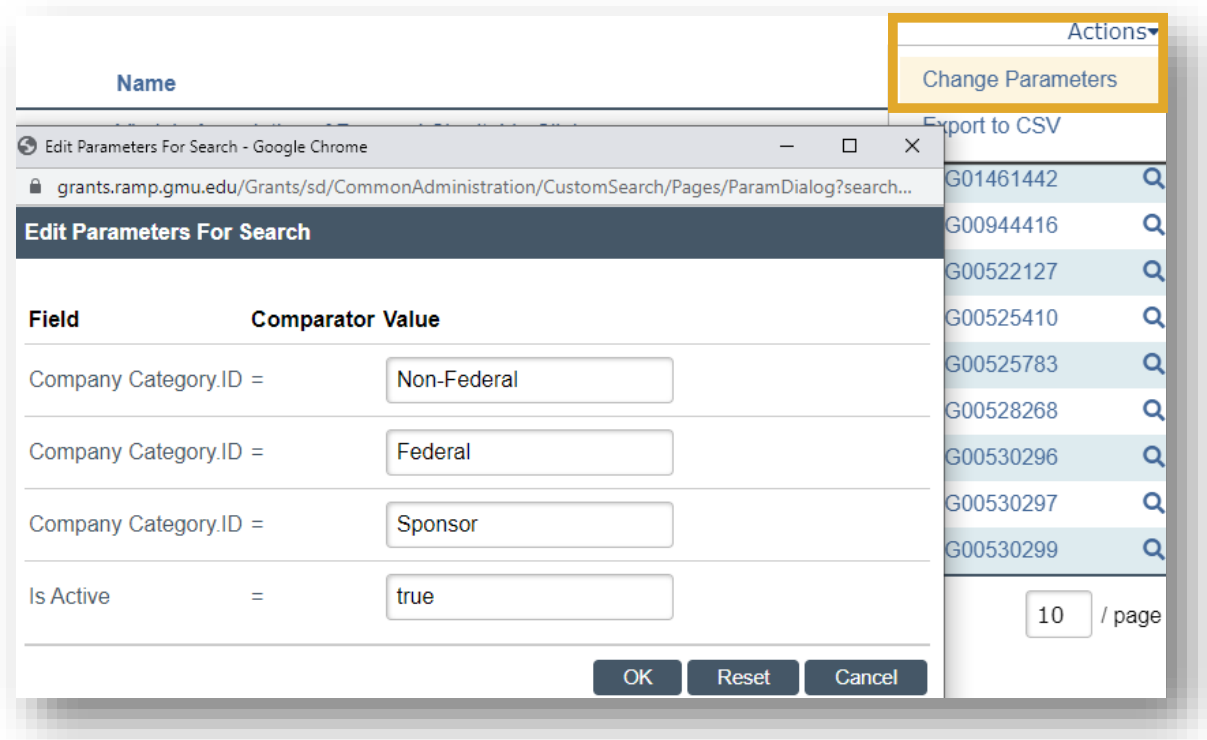 Actions
Name
Change Parameters
Export to CSV
Edit Parameters For Search - Google Chrome
grants.ramp.gmu.edu/Grants/sd/CommonAdministration/CustomSearch/Pages/ParamDialog?search...
G01461442
Edit Parameters For Search
G00944416
G00522127
Field Comparator Value
G00525410
Company Category.ID = Non-Federal
G00525783
G00528268
Company Category.ID = Federal
G00530296
G00530297
Company Category.ID = Sponsor
G00530299
Is Active = true
10 / page
OK Reset Cancel